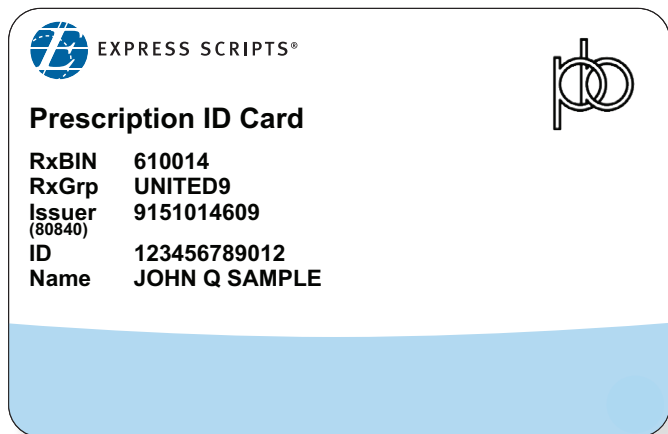 EXPRESS SCRIPTS®
Prescription ID Card
RxBIN 610014
RxGrp UNITED9
Issuer 9151014609
(80840)
ID 123456789012
Name JOHN Q SAMPLE